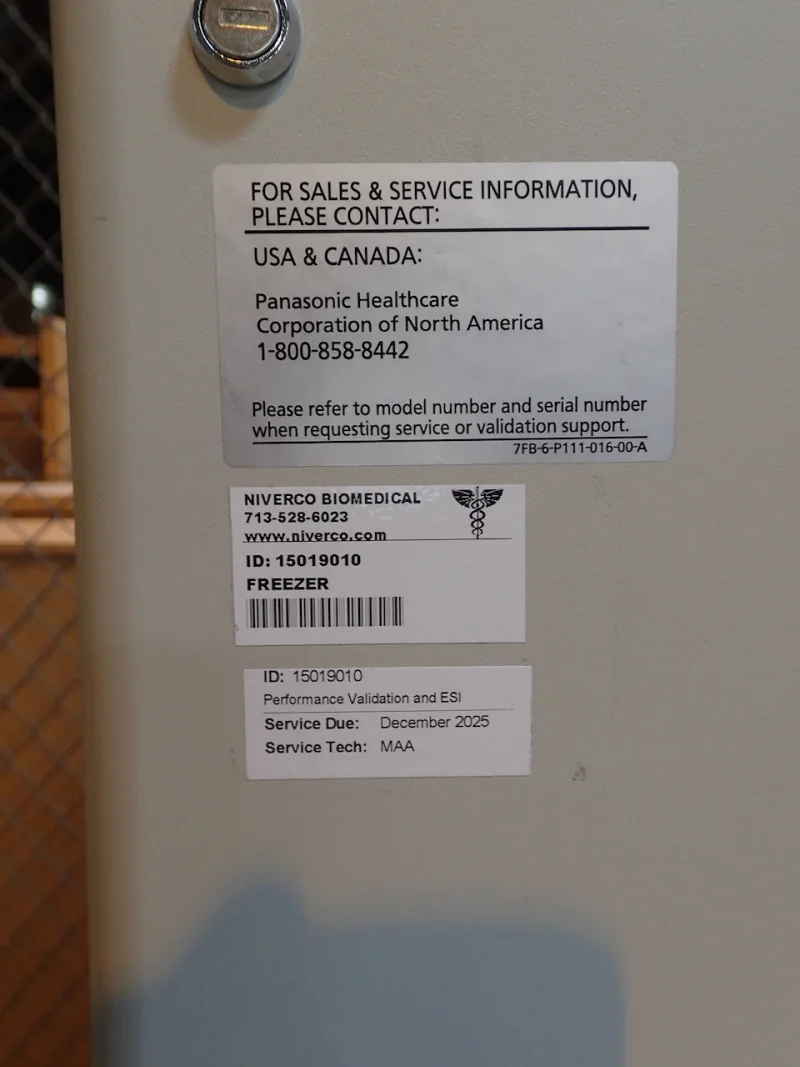 FOR SALES & SERVICE INFORMATION,
PLEASE CONTACT:
USA & CANADA:
Panasonic Healthcare
Corporation of North America
1-800-858-8442
Please refer to model number and serial number
when requesting service or validation support.
7FB-6-P111-016-00-A
NIVERCO BIOMEDICAL
713-528-6023
www.niverco.com
ID: 15019010
FREEZER
ID: 15019010
Performance Validation and ESI
Service Due: December 2025
Service Tech: MAA